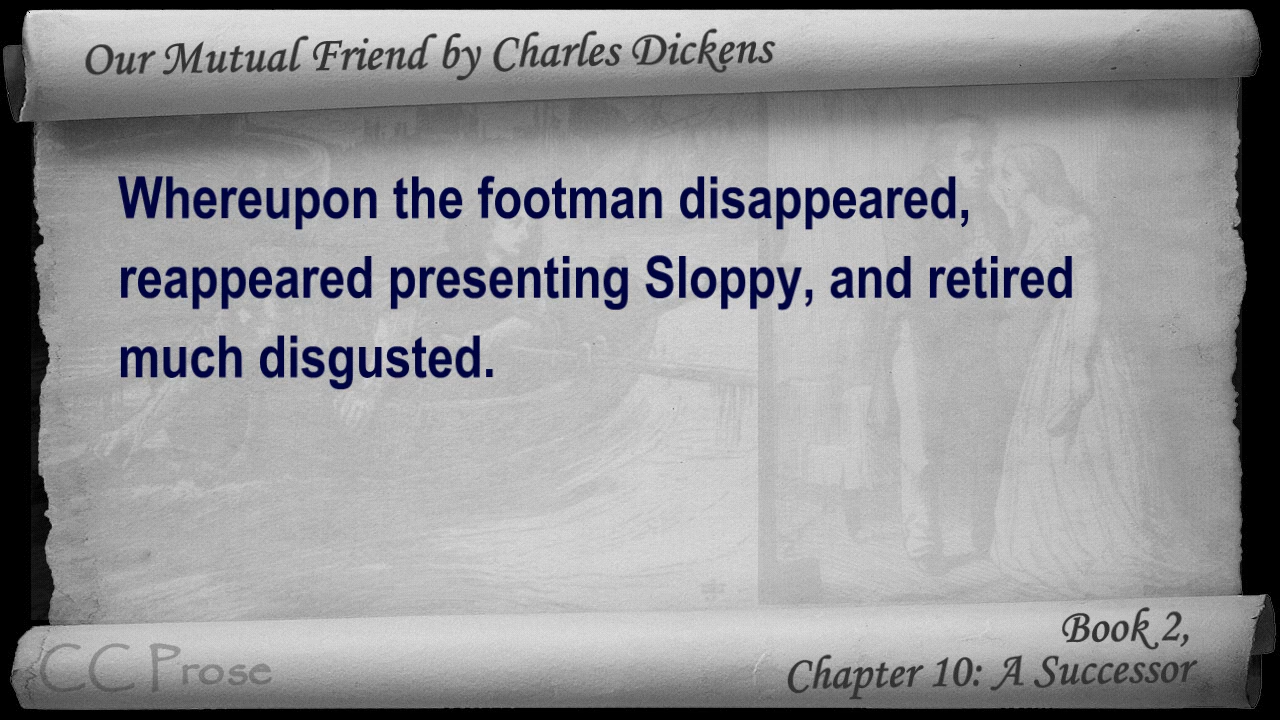 Our Mutual Friend by Charles Dickens
Whereupon the footman disappeared,
reappeared presenting Sloppy, and retired
much disgusted.
Book 2,
Chapter 10: A Successor
CC Prose